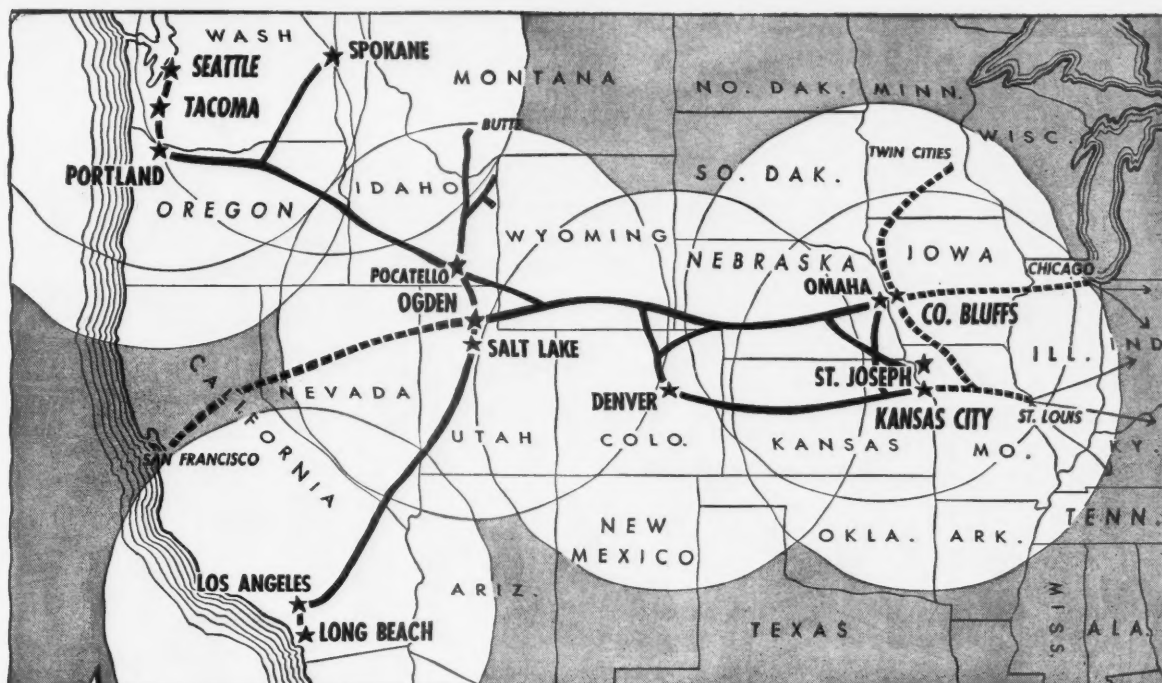 WASH
SEATTLE
SPOKANE
TACOMA
MONTANA
NO. DAK.
MINN.
WISC.
BUTTE
TWIN CITIES
PORTLAND
OREGON
IDAHO
SO. DAK.
WYOMING
NEBRASKA
IOWA
POCATELLO
OMAHA
CHICAGO
OGDEN
CO. BLUFFS
SALT LAKE
ILL.
IND
CALIFORNIA
NEVADA
ST. JOSEPH
DENVER
KANSAS CITY
ST. LOUIS
SAN FRANCISCO
UTAH
COLO.
KANSAS
MO.
KY.
NEW
MEXICO
OKLA.
ARK.
TENN.
LOS ANGELES
ARIZ.
LONG BEACH
TEXAS
MISS.
ALA.